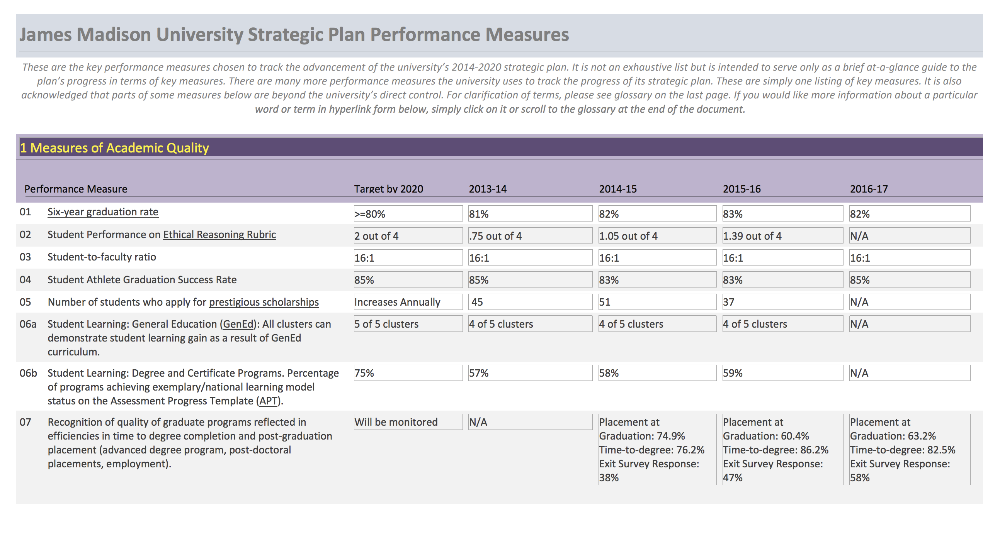 James Madison University Strategic Plan Performance Measures
These are the key performance measures chosen to track the advancement of the university’s 2014-2020 strategic plan. It is not an exhaustive list but is intended to serve only as a brief at-a-glance guide to the
plan’s progress in terms of key measures. There are many more performance measures the university uses to track the progress of its strategic plan. These are simply one listing of key measures. It is also
acknowledged that parts of some measures below are beyond the university’s direct control. For clarification of terms, please see glossary on the last page. If you would like more information about a particular
word or term in hyperlink form below, simply click on it or scroll to the glossary at the end of the document.
1 Measures of Academic Quality
Performance Measure Target by 2020 2013-14 2014-15 2015-16 2016-17
01 Six-year graduation rate >=80% 81% 82% 83% 82%
02 Student Performance on Ethical Reasoning Rubric 2 out of 4 .75 out of 4 1.05 out of 4 1.39 out of 4 N/A
03 Student-to-faculty ratio 16:1 16:1 16:1 16:1 16:1
04 Student Athlete Graduation Success Rate 85% 85% 83% 83% 85%
05 Number of students who apply for prestigious scholarships Increases Annually 45 51 37 N/A
06a Student Learning: General Education (GenEd): All clusters can 5 of 5 clusters 4 of 5 clusters 4 of 5 clusters 4 of 5 clusters N/A
demonstrate student learning gain as a result of GenEd
curriculum.
06b Student Learning: Degree and Certificate Programs. Percentage 75% 57% 58% 59% N/A
of programs achieving exemplary/national learning model
status on the Assessment Progress Template (APT).
07 Recognition of quality of graduate programs reflected in Will be monitored N/A Placement at Placement at Placement at
efficiencies in time to degree completion and post-graduation Graduation: 74.9% Graduation: 60.4% Graduation: 63.2%
placement (advanced degree program, post-doctoral Time-to-degree: 76.2% Time-to-degree: 86.2% Time-to-degree: 82.5%
placements, employment). Exit Survey Response: Exit Survey Response: Exit Survey Response:
38% 47% 58%